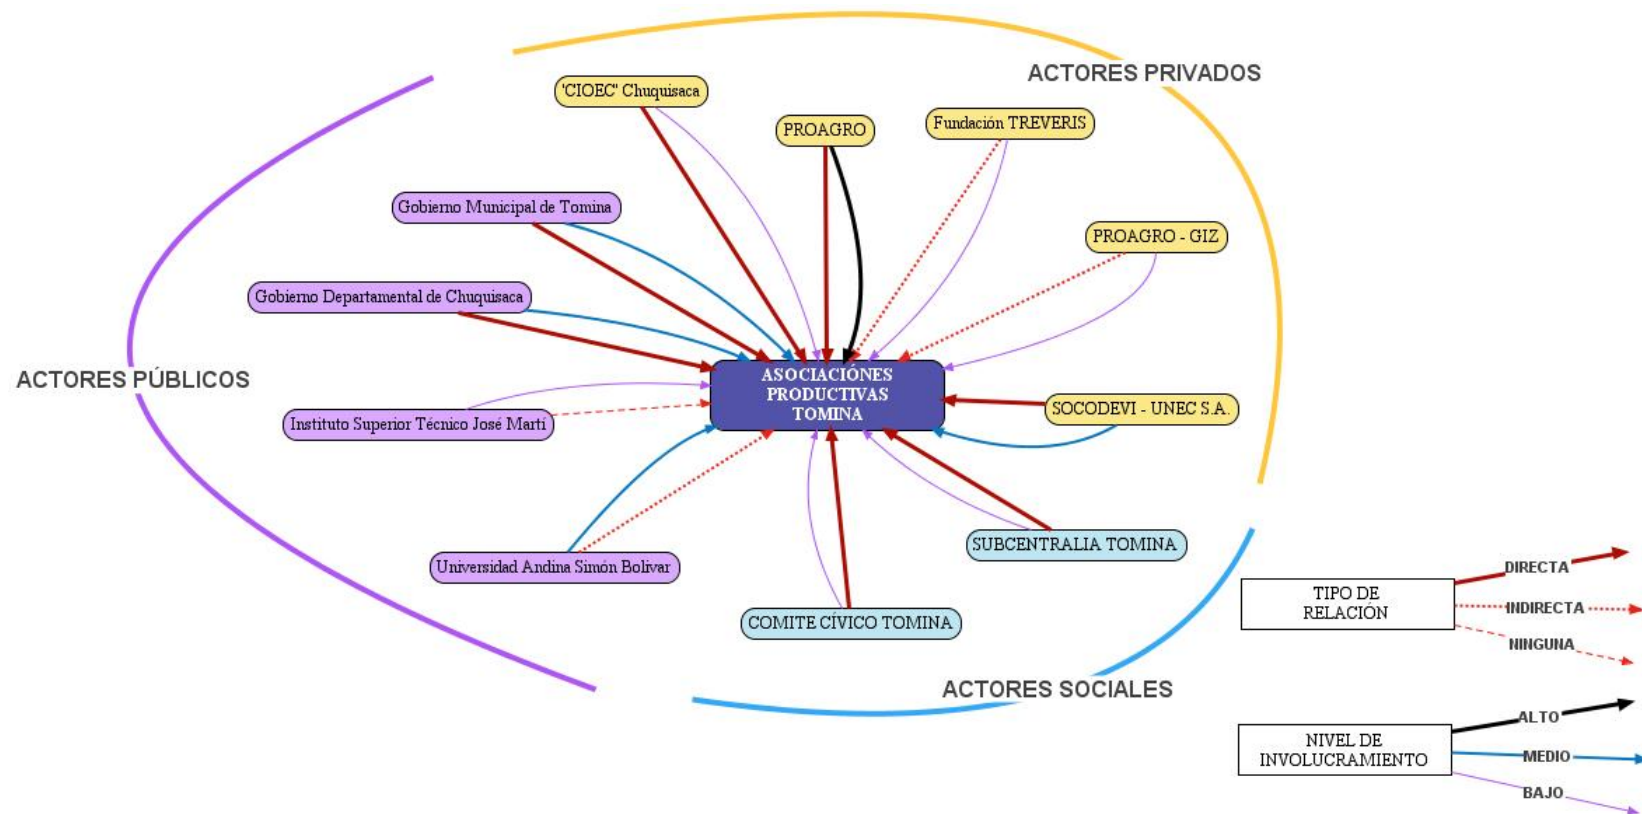 ACTORES PRIVADOS
'CIOEC" Chuquisaca
PROAGRO
Fundación TREVERIS
Gobierno Municipal de Tomina
PROAGRO - GIZ
Gobierno Departamental de Chuquisaca
ACTORES PÚBLICOS
ASOCIACIÓNES
PRODUCTIVAS
TOMINA
Instituto Superior Técnico José Martí
SOCODEVI - UNEC S.A.
SUBCENTRALIA TOMINA
Universidad Andina Simón Bolivar
COMITE CÍVICO TOMINA
ACTORES SOCIALES
TIPO DE
RELACIÓN
DIRECTA
INDIRECTA
NINGUNA
NIVEL DE
INVOLUCRAMIENTO
ALTO
MEDIO
BAJO